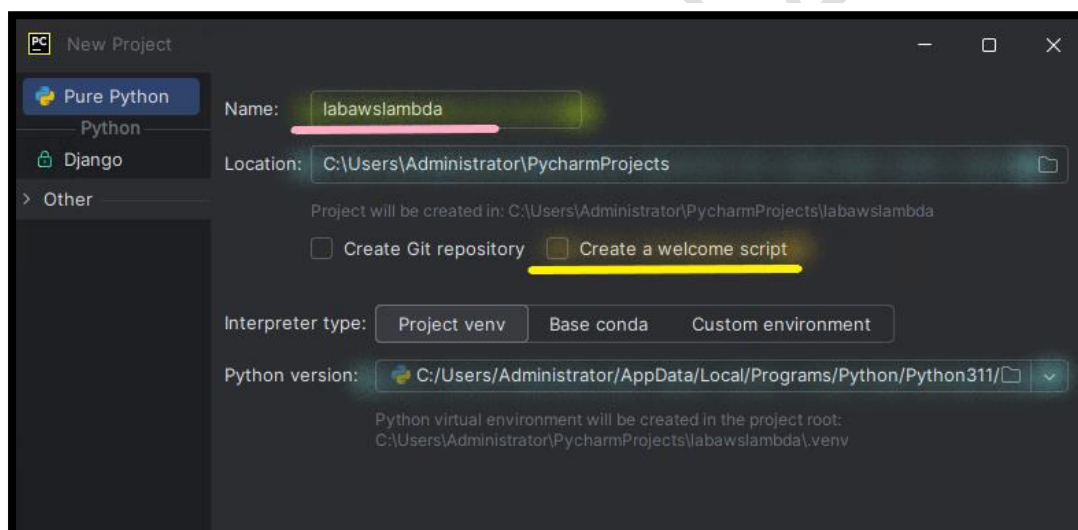 PC New Project
Pure Python
Python
Django
Other
Name: labawslambda
Location: C:\Users\Administrator\PycharmProjects
Project will be created in: C:\Users\Administrator\PycharmProjects\labawslambda
Create Git repository Create a welcome script
Interpreter type: Project venv Base conda Custom environment
Python version: C:/Users/Administrator/AppData/Local/Programs/Python/Python311/
Python virtual environment will be created in the project root:
C:\Users\Administrator\PycharmProjects\labawslambda\.venv